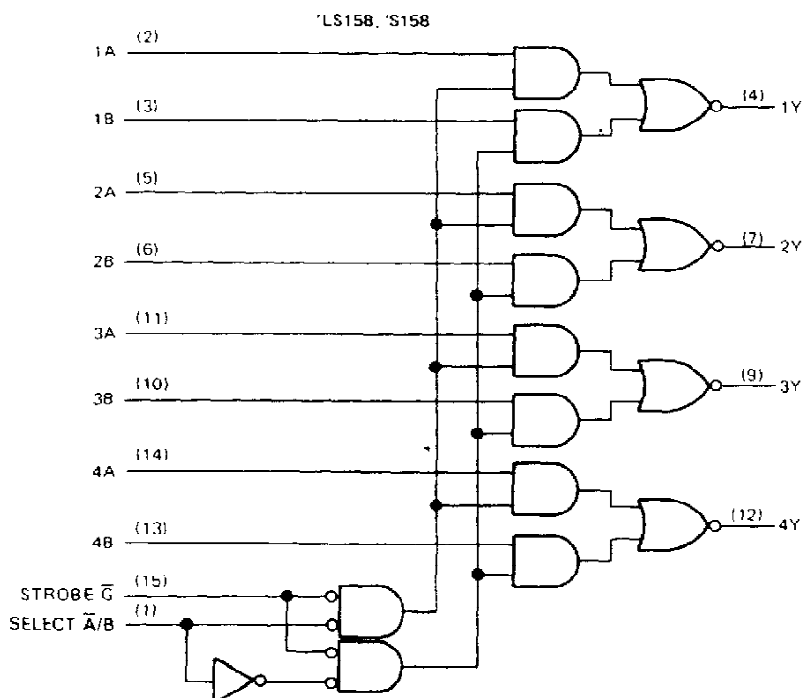 'LS158, 'S158
1A (2)
1B (3)
(4) 1Y
2A (5)
2B (6)
(7) 2Y
3A (11)
3B (10)
(9) 3Y
4A (14)
4B (13)
(12) 4Y
STROBE G̅ (15)
SELECT A̅/B (1)